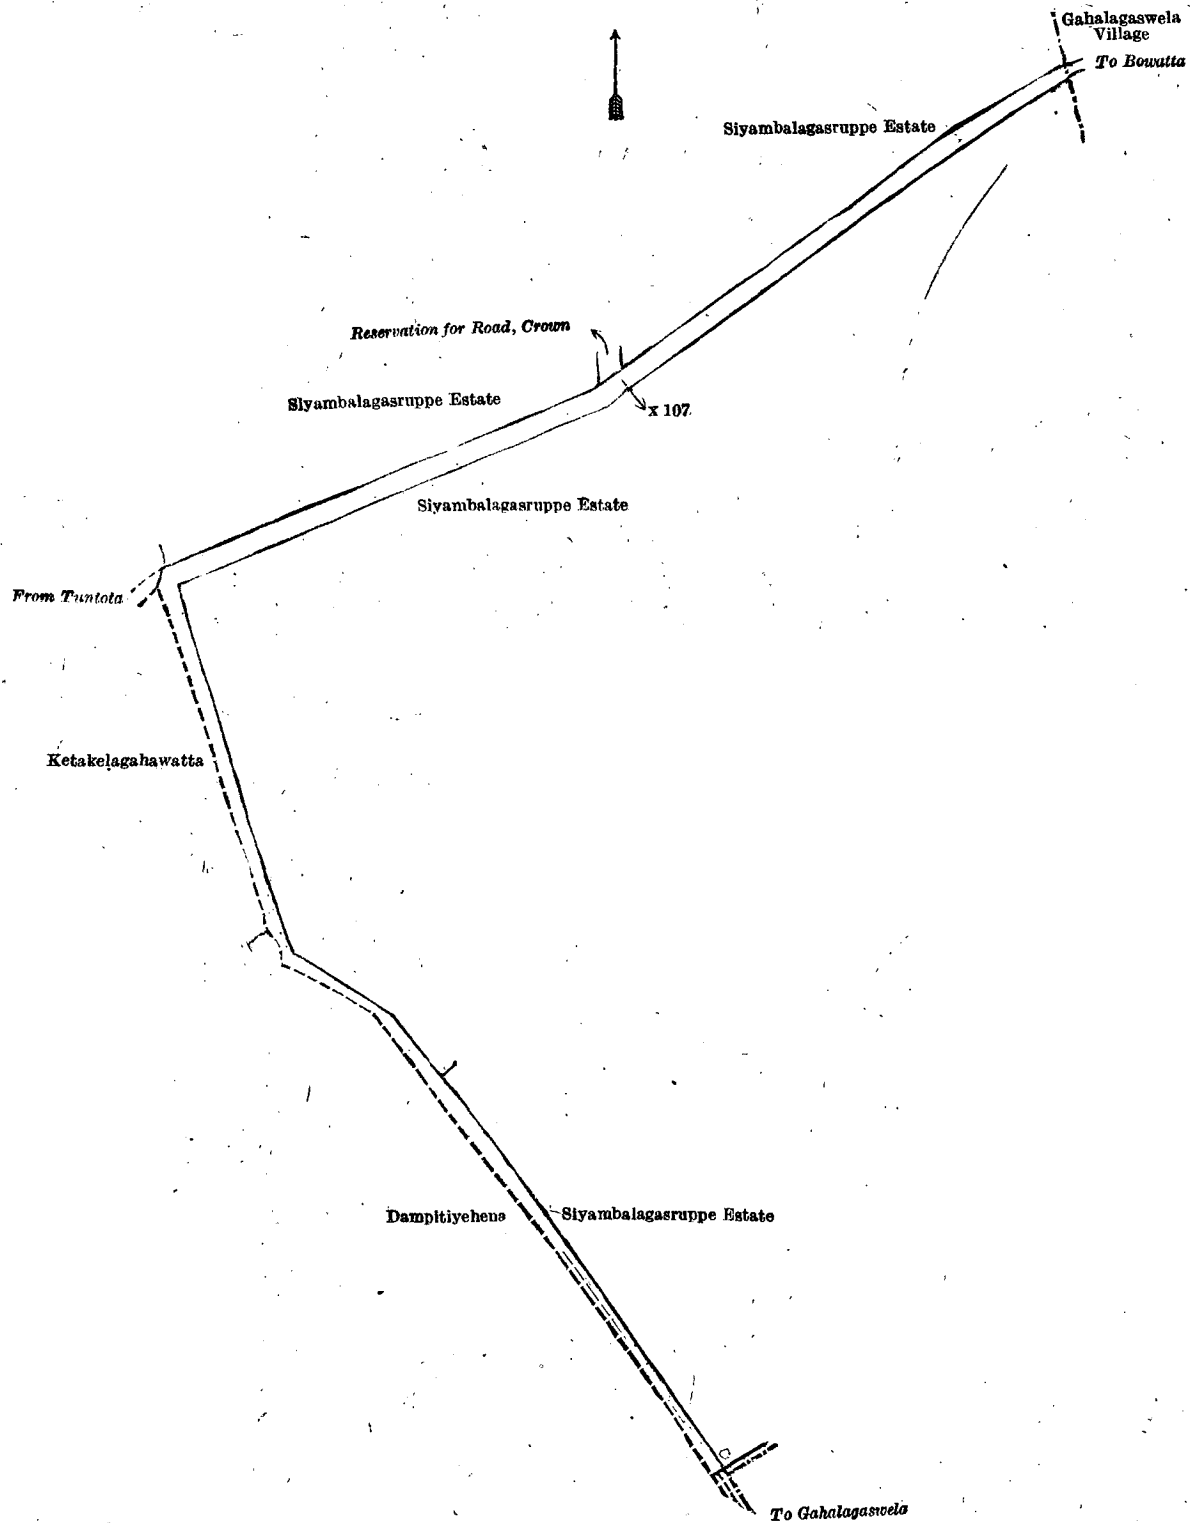 Gahalagaswela
Village
To Bowatta
Siyambalagasruppe Estate
Reservation for Road, Crown
Siyambalagasruppe Estate
x 107
Siyambalagasruppe Estate
From Tuntota
Ketakelagahawatta
Dampitiyehena
Siyambalagasruppe Estate
To Gahalagaswela